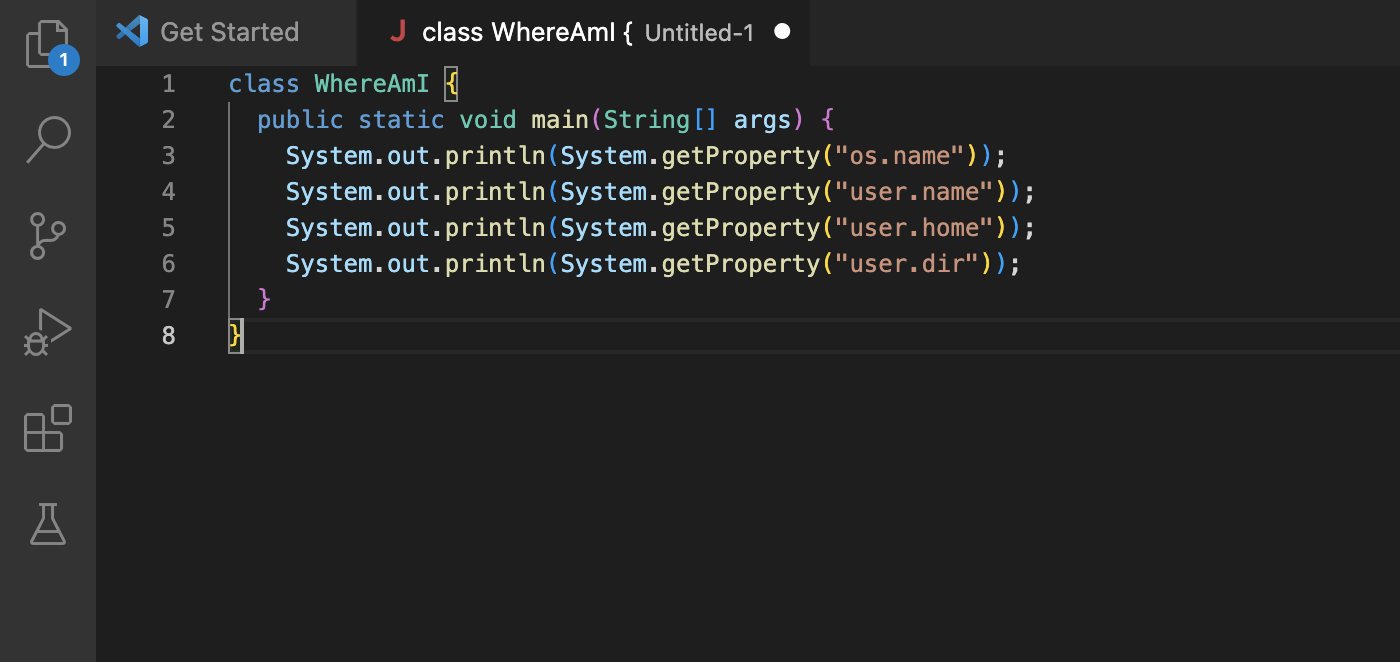 Get Started
class WhereAmI { Untitled-1
1
1 class WhereAmI {
2   public static void main(String[] args) {
3     System.out.println(System.getProperty("os.name"));
4     System.out.println(System.getProperty("user.name"));
5     System.out.println(System.getProperty("user.home"));
6     System.out.println(System.getProperty("user.dir"));
7   }
8 }